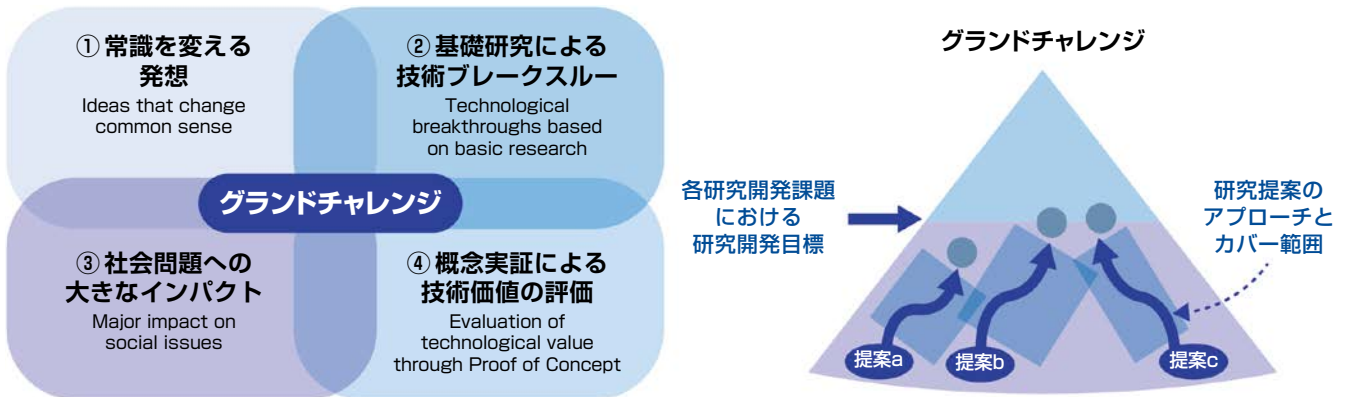 ① 常識を変える
発想
Ideas that change
common sense
② 基礎研究による
技術ブレークスルー
Technological
breakthroughs based
on basic research
グランドチャレンジ
③ 社会問題への
大きなインパクト
Major impact on
social issues
④ 概念実証による
技術価値の評価
Evaluation of
technological value
through Proof of Concept
グランドチャレンジ
各研究開発課題
における
研究開発目標
研究提案の
アプローチと
カバー範囲
提案a
提案b
提案c